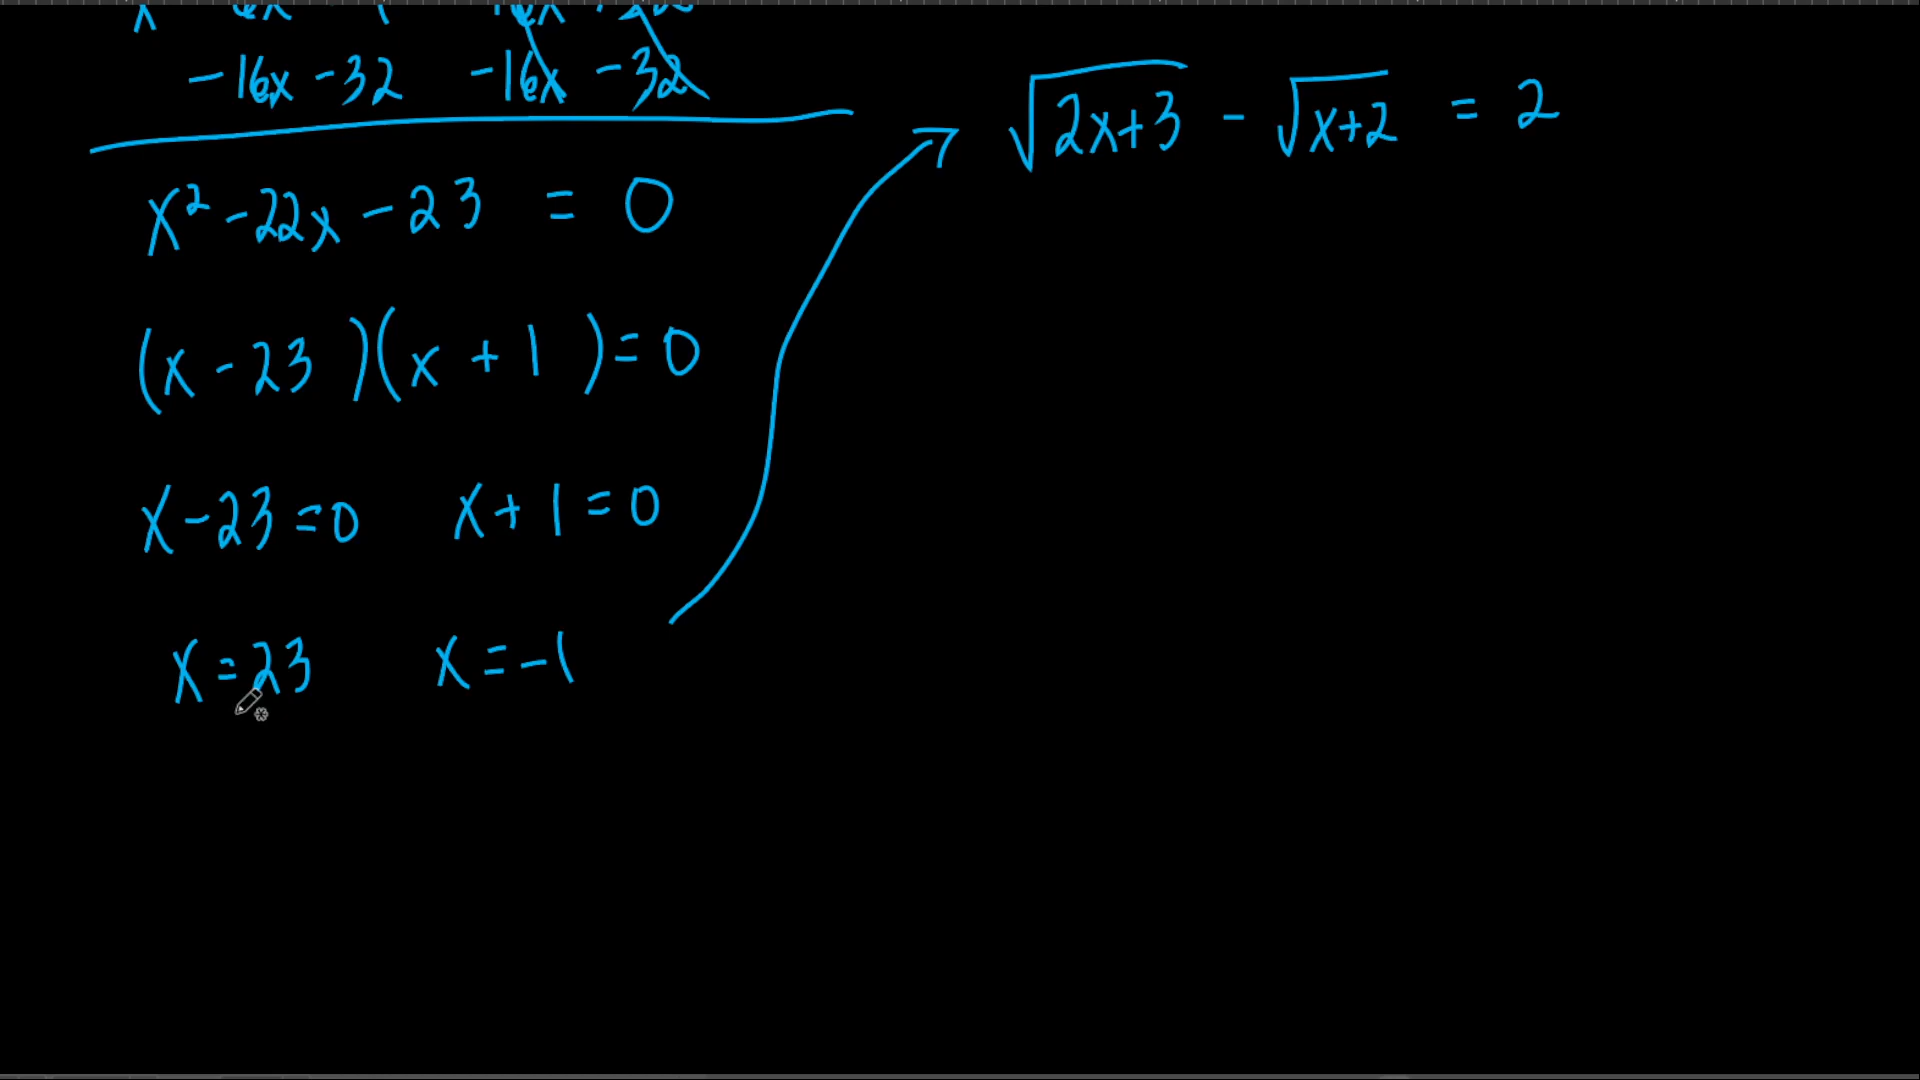 -16x -32 -16x -32
x² -22x -23 = 0
(x -23)(x + 1) = 0
x -23 = 0 x + 1 = 0
x = 23 x = -1
√(2x+3) - √(x+2) = 2